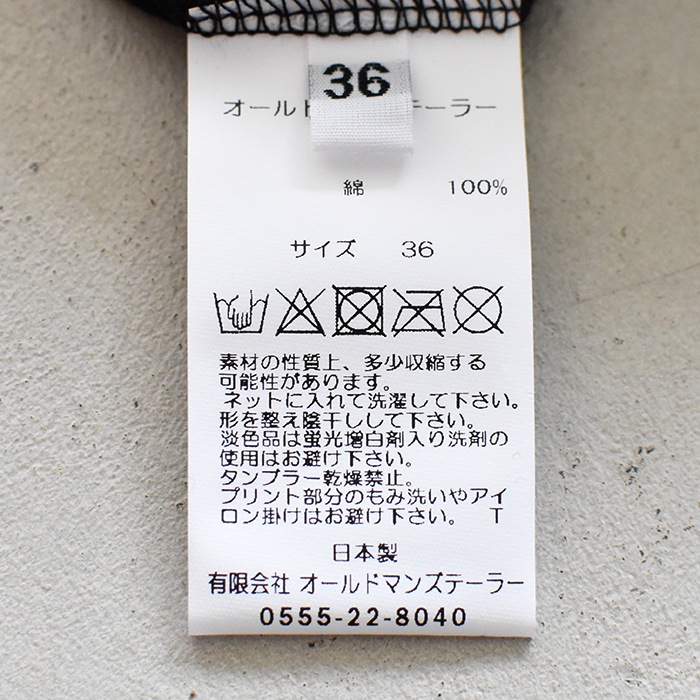 36
オールド テーラー
綿 100%
サイズ 36
素材の性質上、多少収縮する
可能性があります。
ネットに入れて洗濯して下さい。
形を整え陰干しして下さい。
淡色品は蛍光増白剤入り洗剤の
使用はお避け下さい。
タンブラー乾燥禁止。
プリント部分のもみ洗いやアイ
ロン掛けはお避け下さい。 T
日本製
有限会社 オールドマンズテーラー
0555-22-8040